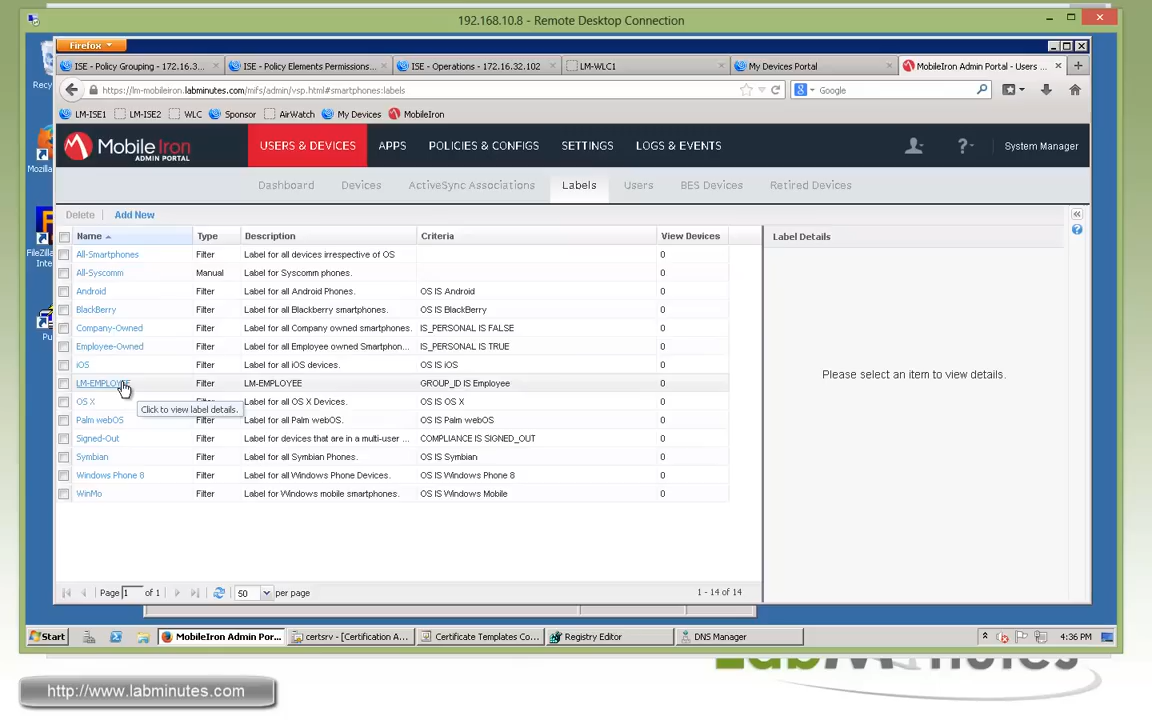 192.168.10.8 - Remote Desktop Connection
Recy
Mozilla
FileZilla
Inte
Pu
Firefox
ISE - Policy Grouping - 172.16.3...
ISE - Policy Elements Permissions...
ISE - Operations - 172.16.32.102
LM-WLC1
My Devices Portal
MobileIron Admin Portal - Users ...
https://lm-mobileiron.labminutes.com/mifs/admin/vsp.html#smartphones:labels
Google
LM-ISE1
LM-ISE2
WLC
Sponsor
AirWatch
My Devices
MobileIron
MobileIron
ADMIN PORTAL
USERS & DEVICES
APPS
POLICIES & CONFIGS
SETTINGS
LOGS & EVENTS
System Manager
Dashboard
Devices
ActiveSync Associations
Labels
Users
BES Devices
Retired Devices
Delete
Add New
Name Type Description Criteria View Devices
All-Smartphones Filter Label for all devices irrespective of OS 0
All-Syscomm Manual Label for Syscomm phones. 0
Android Filter Label for all Android Phones. OS IS Android 0
BlackBerry Filter Label for all Blackberry smartphones. OS IS BlackBerry 0
Company-Owned Filter Label for all Company owned smartphones. IS_PERSONAL IS FALSE 0
Employee-Owned Filter Label for all Employee owned Smartphon... IS_PERSONAL IS TRUE 0
iOS Filter Label for all iOS devices. OS IS iOS 0
LM-EMPLOYEE Filter LM-EMPLOYEE GROUP_ID IS Employee 0
OS X Filter Label for all OS X Devices. OS IS OS X 0
Click to view label details.
Palm webOS Filter Label for all Palm webOS. OS IS Palm webOS 0
Signed-Out Filter Label for devices that are in a multi-user ... COMPLIANCE IS SIGNED_OUT 0
Symbian Filter Label for all Symbian Phones. OS IS Symbian 0
Windows Phone 8 Filter Label for all Windows Phone Devices. OS IS Windows Phone 8 0
WinMo Filter Label for Windows mobile smartphones. OS IS Windows Mobile 0
Label Details
Please select an item to view details.
Page 1 of 1
50 per page
1 - 14 of 14
Start
MobileIron Admin Por...
certsrv - [Certification A...
Certificate Templates Co...
Registry Editor
DNS Manager
4:36 PM
http://www.labminutes.com